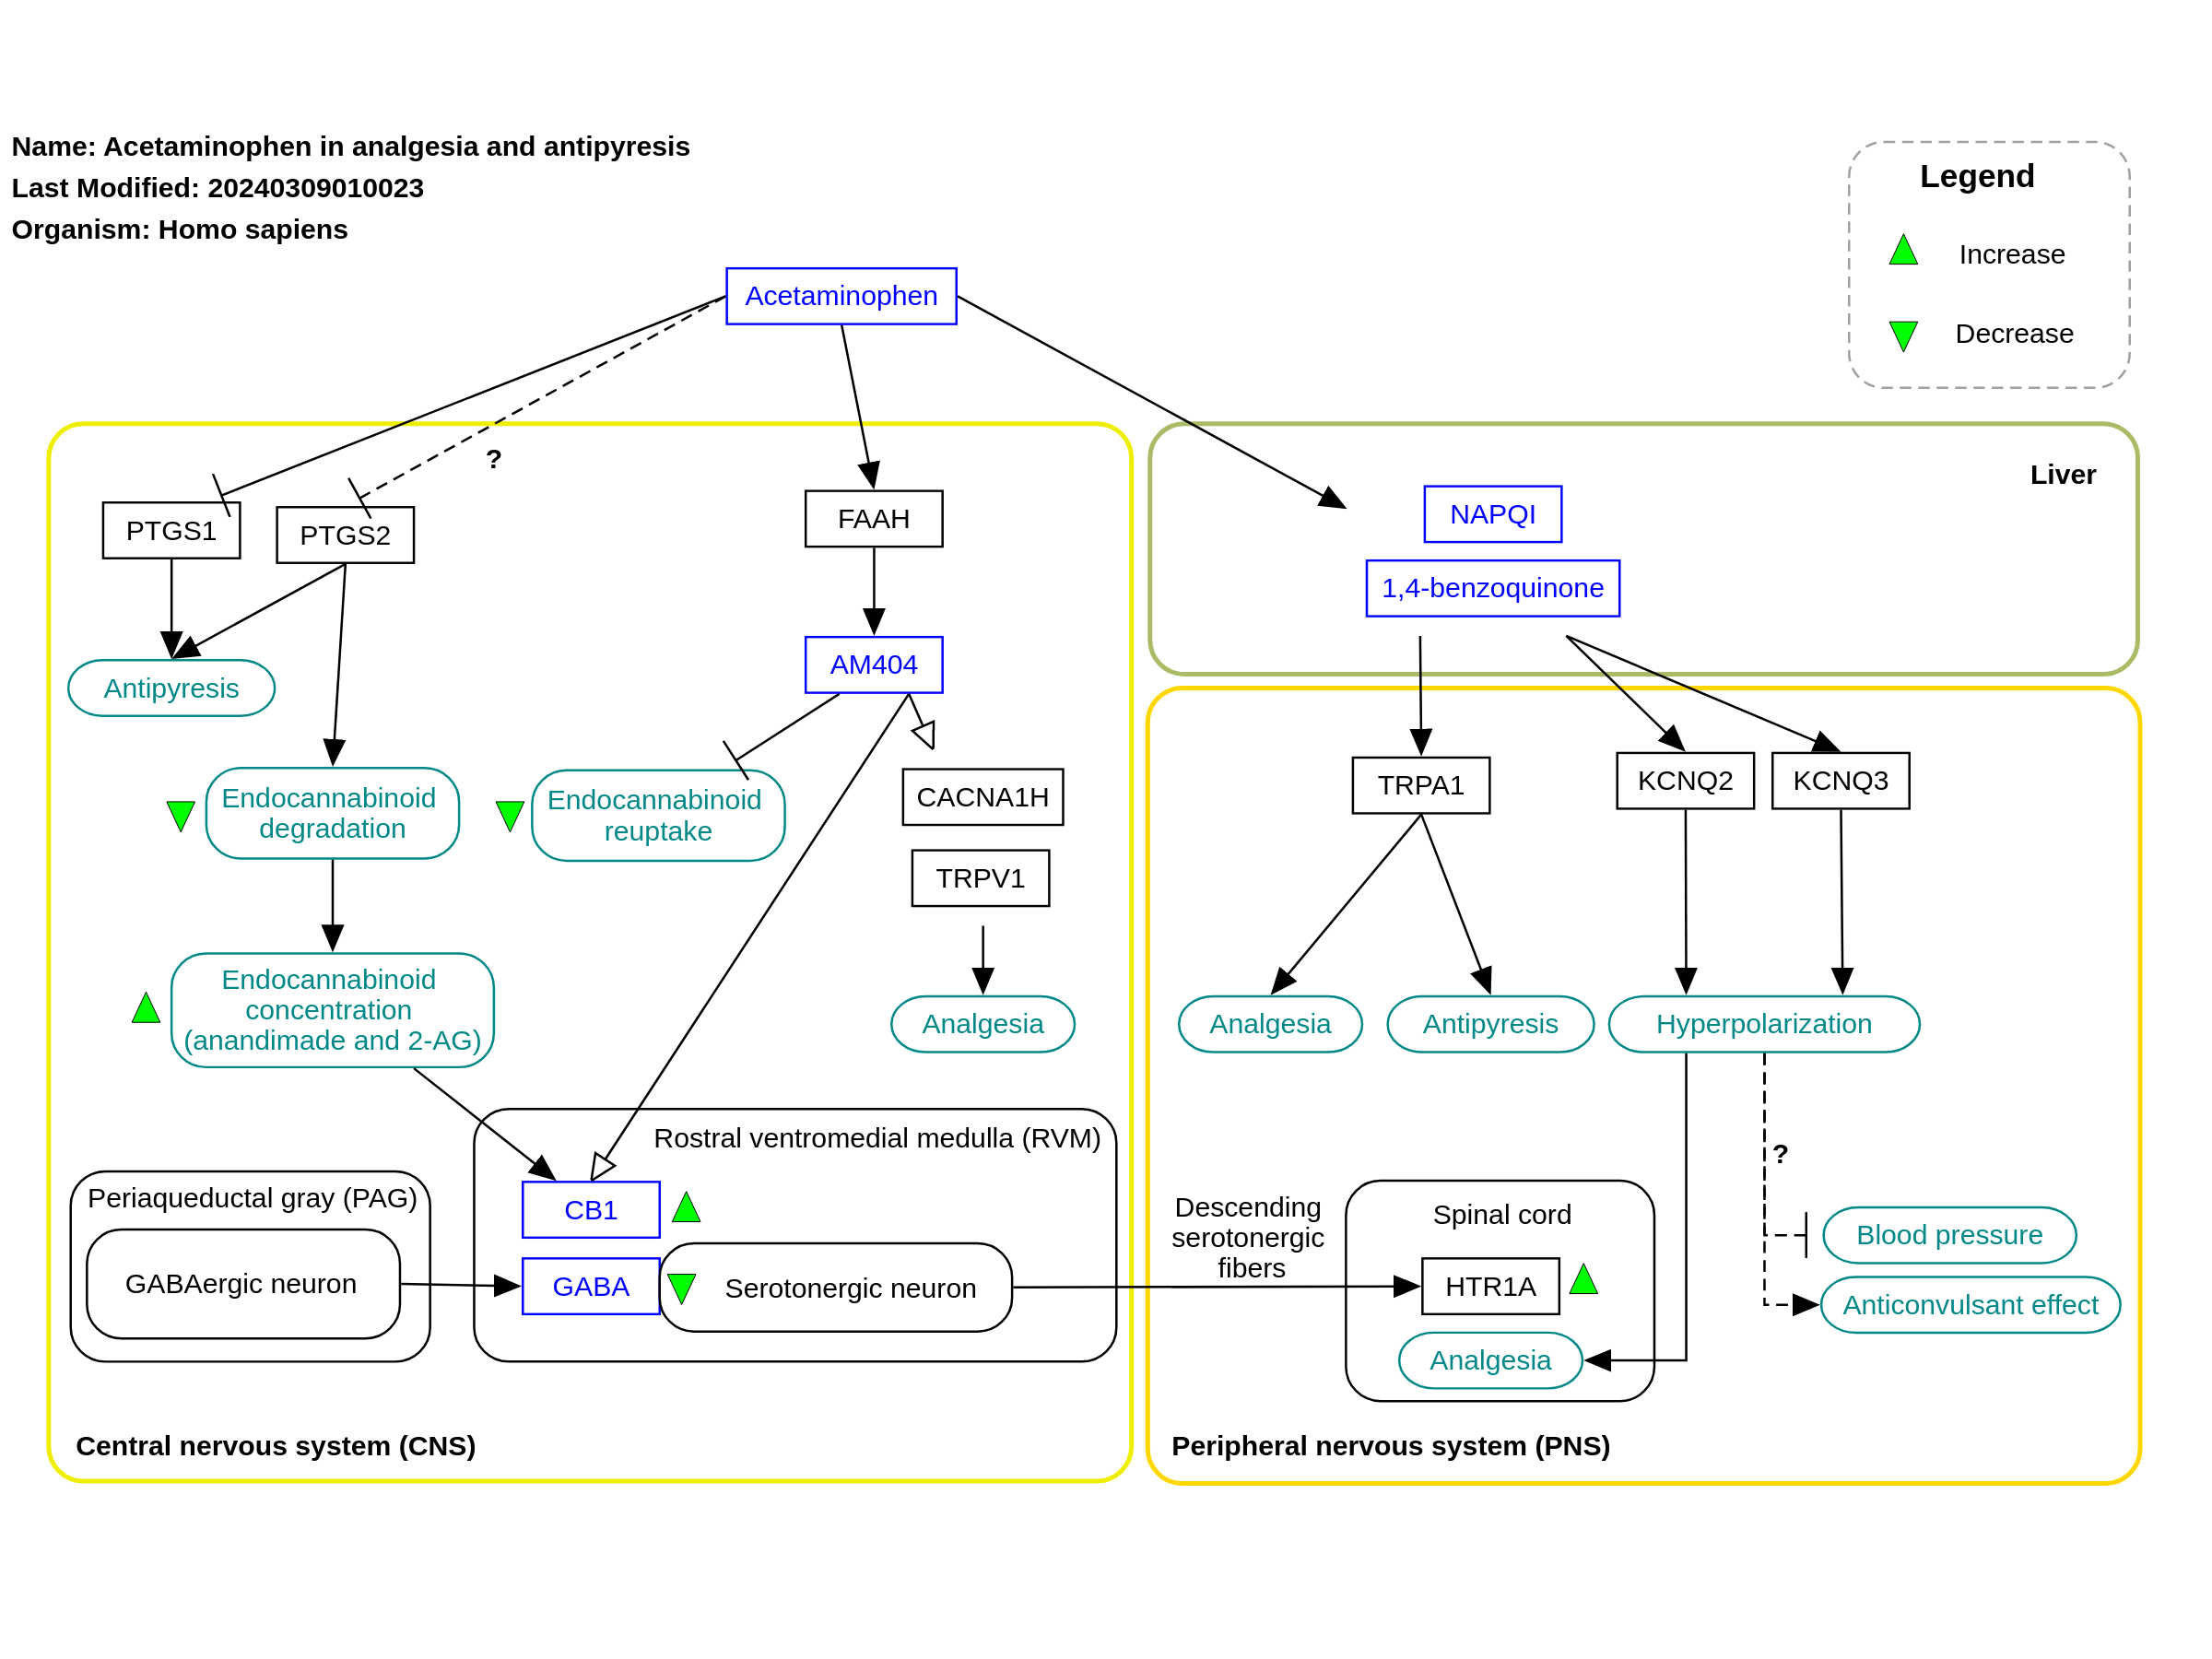 Name: Acetaminophen in analgesia and antipyresis
Last Modified: 20240309010023
Organism: Homo sapiens
Legend
Increase
Decrease
Acetaminophen
?
Liver
PTGS1
PTGS2
FAAH
NAPQI
1,4-benzoquinone
AM404
Antipyresis
Endocannabinoid
degradation
Endocannabinoid
reuptake
CACNA1H
TRPV1
TRPA1
KCNQ2
KCNQ3
Endocannabinoid
concentration
(anandimade and 2-AG)
Analgesia
Analgesia
Antipyresis
Hyperpolarization
Rostral ventromedial medulla (RVM)
?
Periaqueductal gray (PAG)
GABAergic neuron
CB1
GABA
Serotonergic neuron
Descending
serotonergic
fibers
Spinal cord
HTR1A
Analgesia
Blood pressure
Anticonvulsant effect
Central nervous system (CNS)
Peripheral nervous system (PNS)